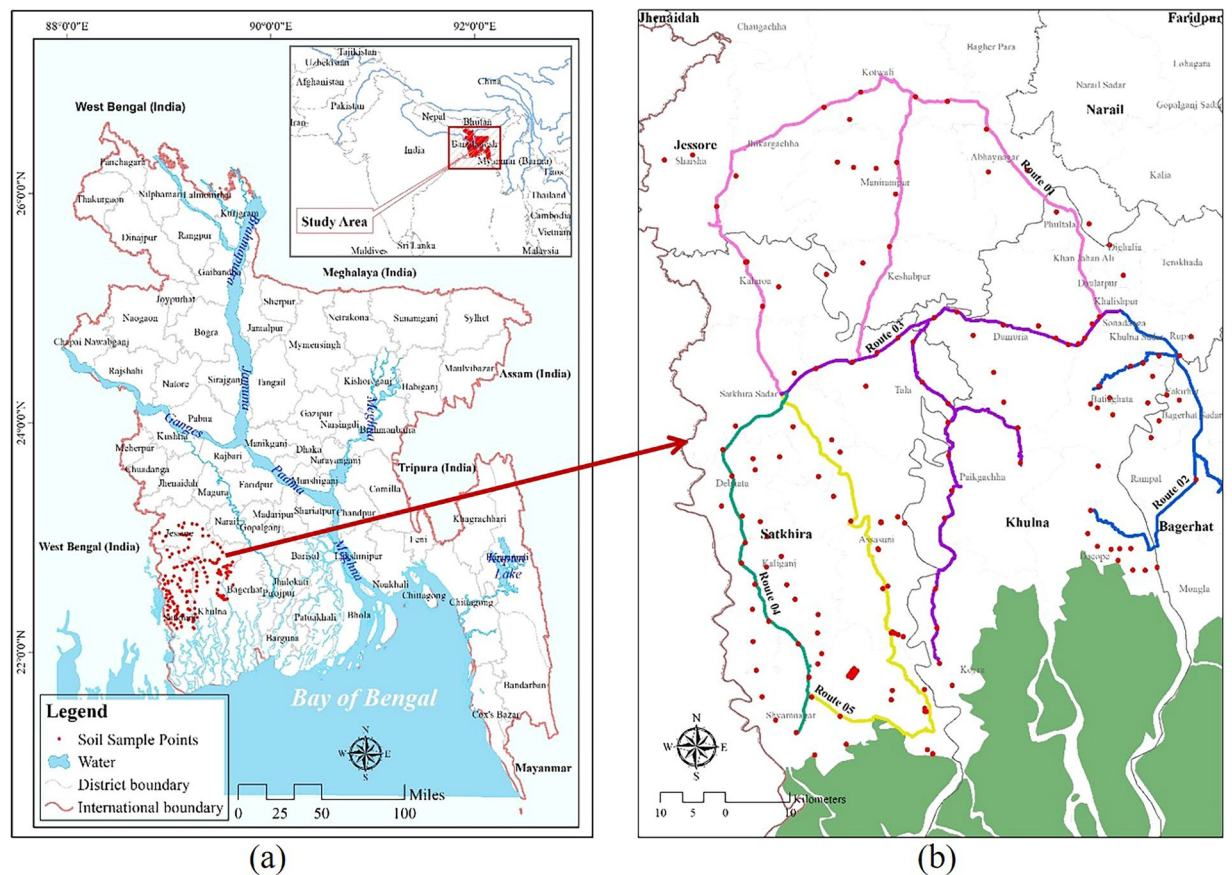 88°0'0"E
90°0'0"E
92°0'0"E
26°0'0"N
24°0'0"N
22°0'0"N
West Bengal (India)
Panchagarh
Thakurgaon
Nilphamari
Lalmonirhat
Kurigram
Dinajpur
Rangpur
Gaibandha
Brahmaputra
Meghalaya (India)
Joypurhat
Naogaon
Bogra
Sherpur
Jamalpur
Netrakona
Sunamganj
Sylhet
Mymensingh
Chapai Nawabganj
Rajshahi
Natore
Sirajganj
Jamuna
Tangail
Kishoreganj
Habiganj
Maulvibazar
Assam (India)
Pabna
Ganges
Kushtia
Gazipur
Narsingdi
Meghna
Brahmanbaria
Meherpur
Manikganj
Dhaka
Rajbari
Narayanganj
Tripura (India)
Chuadanga
Jhenaidah
Padma
Munshiganj
Comilla
Magura
Faridpur
Shariatpur
Chandpur
Madaripur
Khagrachhari
Narail
Gopalganj
Jessore
Feni
West Bengal (India)
Barisal
Lakshmipur
Meghna
Lake
Bagerhat
Pirojpur
Jhalokati
Noakhali
Chittagong
Chittagong
Khulna
Patuakhali
Bhola
Barguna
Bandarban
Bay of Bengal
Cox's Bazar
Mayanmar
Legend
Soil Sample Points
Water
District boundary
International boundary
N
W
E
S
0
25
50
100
Miles
Tajikistan
Uzbekistan
Afghanistan
China
Pakistan
Iran
Nepal
Bhutan
Bangladesh
India
Myanmar (Burma)
Laos
Thailand
Study Area
Cambodia
Vietnam
Sri Lanka
Maldives
Malaysia
(a)
Jhenaidah
Faridpur
Chaugachha
Bagher Para
Lohagara
Kotwali
Narail Sadar
Narail
Gopalganj Sadar
Jessore
Sharsha
Jhikargachha
Abhaynagar
Manirampur
Route 01
Kalia
Phultala
Dighalia
Khan Jahan Ali
Terokhada
Kalaroa
Keshabpur
Daulatpur
Khalishpur
Sonadanga
Khulna Sadar
Rupsa
Route 03
Dumuria
Satkhira Sadar
Tala
Batiaghata
Fakirhat
Bagerhat Sadar
Debhata
Paikgachha
Rampal
Route 02
Satkhira
Assasuni
Khulna
Bagerhat
Kaliganj
Dacope
Mongla
Route 04
Koyra
Route 05
Shyamnagar
N
W
E
S
10
5
0
10
Kilometers
(b)